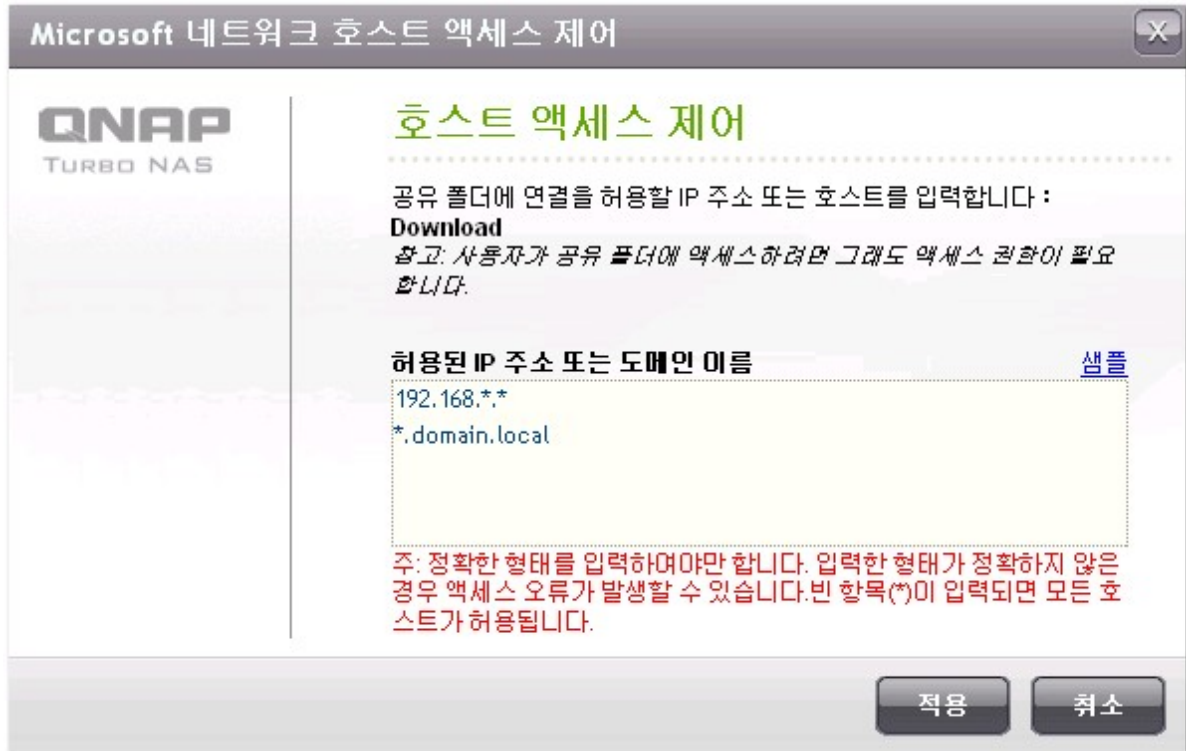 Microsoft 네트워크 호스트 액세스 제어
QNAP
TURBO NAS
호스트 액세스 제어
공유 폴더에 연결을 허용할 IP 주소 또는 호스트를 입력합니다 :
Download
참고: 사용자가 공유 폴더에 액세스하려면 그래도 액세스 권한이 필요
합니다.
허용된 IP 주소 또는 도메인 이름
샘플
192.168.*.*
*.domain.local
주: 정확한 형태를 입력하여야만 합니다. 입력한 형태가 정확하지 않은
경우 액세스 오류가 발생할 수 있습니다.빈 항목(*)이 입력되면 모든 호
스트가 허용됩니다.
적용
취소